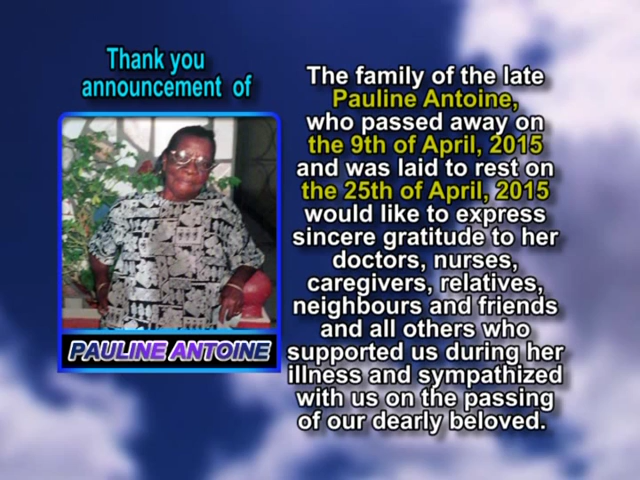 Thank you
announcement of
PAULINE ANTOINE
The family of the late
Pauline Antoine,
who passed away on
the 9th of April, 2015
and was laid to rest on
the 25th of April, 2015
would like to express
sincere gratitude to her
doctors, nurses,
caregivers, relatives,
neighbours and friends
and all others who
supported us during her
illness and sympathized
with us on the passing
of our dearly beloved.